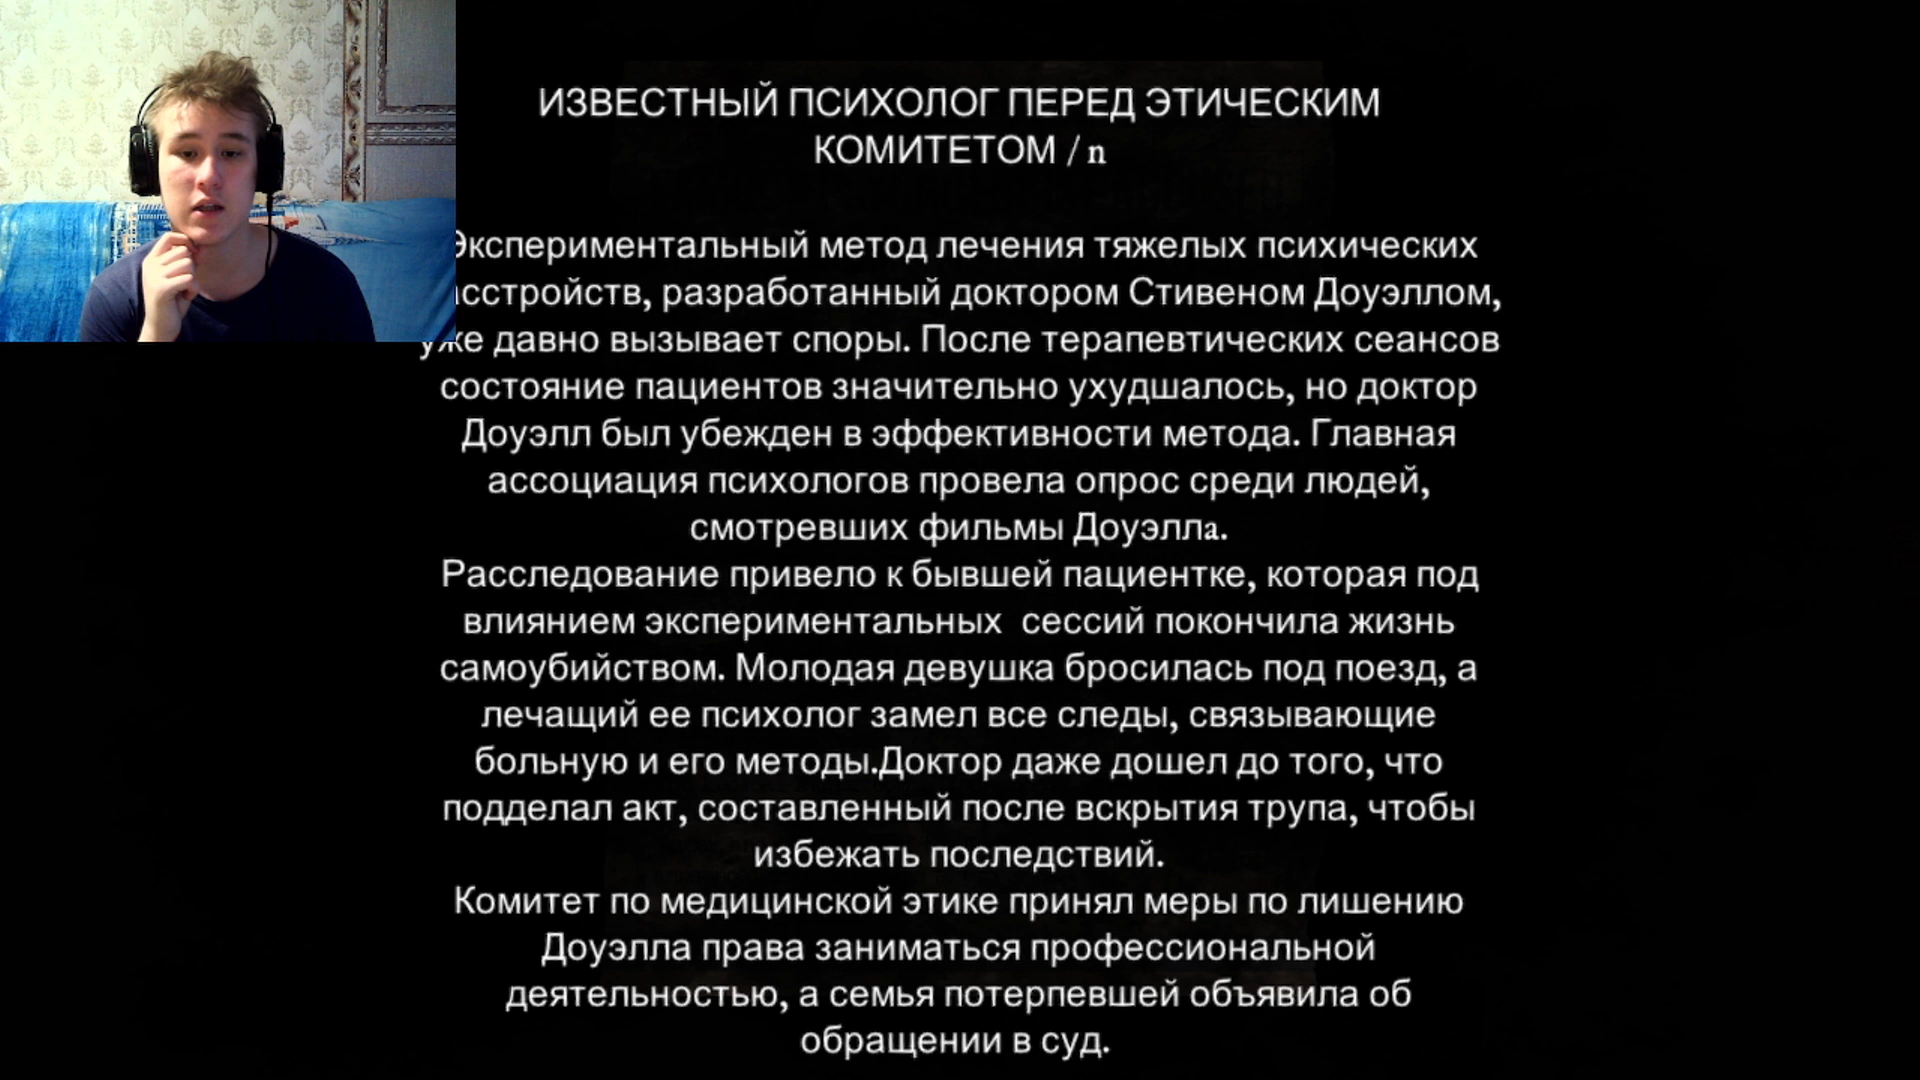 ИЗВЕСТНЫЙ ПСИХОЛОГ ПЕРЕД ЭТИЧЕСКИМ
КОМИТЕТОМ / n
Экспериментальный метод лечения тяжелых психических
асстройств, разработанный доктором Стивеном Доуэллом,
уже давно вызывает споры. После терапевтических сеансов
состояние пациентов значительно ухудшалось, но доктор
Доуэлл был убежден в эффективности метода. Главная
ассоциация психологов провела опрос среди людей,
смотревших фильмы Доуэлла.
Расследование привело к бывшей пациентке, которая под
влиянием экспериментальных  сессий покончила жизнь
самоубийством. Молодая девушка бросилась под поезд, а
лечащий ее психолог замел все следы, связывающие
больную и его методы.Доктор даже дошел до того, что
подделал акт, составленный после вскрытия трупа, чтобы
избежать последствий.
Комитет по медицинской этике принял меры по лишению
Доуэлла права заниматься профессиональной
деятельностью, а семья потерпевшей объявила об
обращении в суд.